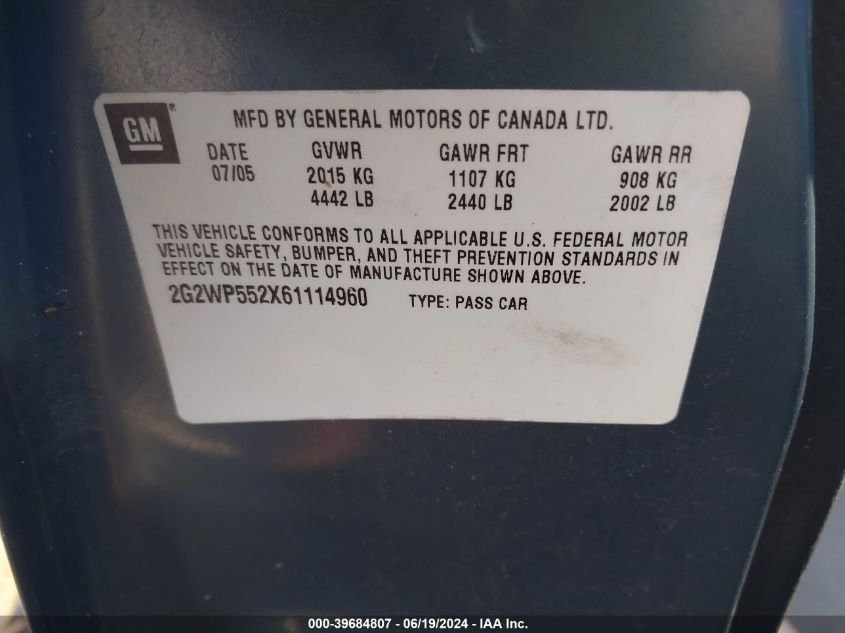 GM®
MFD BY GENERAL MOTORS OF CANADA LTD.
DATE GVWR GAWR FRT GAWR RR
07/05 2015 KG 1107 KG 908 KG
4442 LB 2440 LB 2002 LB
THIS VEHICLE CONFORMS TO ALL APPLICABLE U.S. FEDERAL MOTOR
VEHICLE SAFETY, BUMPER, AND THEFT PREVENTION STANDARDS IN
EFFECT ON THE DATE OF MANUFACTURE SHOWN ABOVE.
2G2WP552X61114960 TYPE: PASS CAR
000-39684807 - 06/19/2024 - IAA Inc.